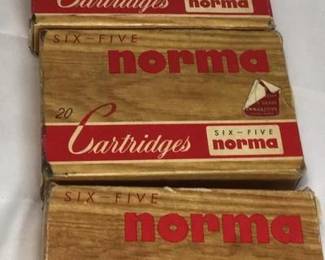 Cartridges norma
SIX-FIVE
norma
20
Cartridges SIX-FIVE
norma
SIX-FIVE
norma